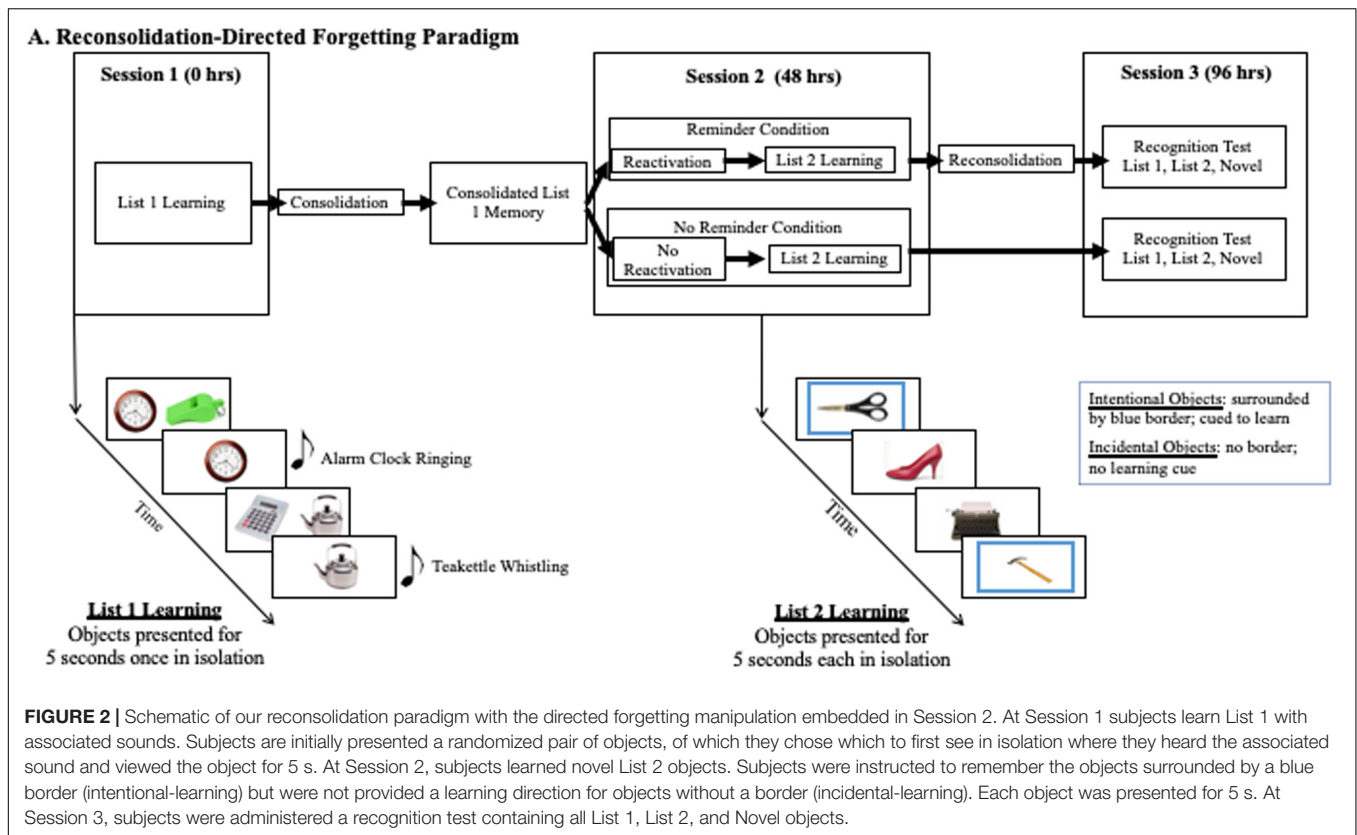 A. Reconsolidation-Directed Forgetting Paradigm
Session 1 (0 hrs)
List 1 Learning
Consolidation
Consolidated List
1 Memory
Session 2 (48 hrs)
Reminder Condition
Reactivation
List 2 Learning
No Reminder Condition
No
Reactivation
List 2 Learning
Reconsolidation
Session 3 (96 hrs)
Recognition Test
List 1, List 2, Novel
Recognition Test
List 1, List 2, Novel
Alarm Clock Ringing
Teakettle Whistling
Time
List 1 Learning
Objects presented for
5 seconds once in isolation
Time
List 2 Learning
Objects presented for
5 seconds each in isolation
Intentional Objects: surrounded
by blue border; cued to learn
Incidental Objects: no border;
no learning cue
FIGURE 2 | Schematic of our reconsolidation paradigm with the directed forgetting manipulation embedded in Session 2. At Session 1 subjects learn List 1 with
associated sounds. Subjects are initially presented a randomized pair of objects, of which they chose which to first see in isolation where they heard the associated
sound and viewed the object for 5 s. At Session 2, subjects learned novel List 2 objects. Subjects were instructed to remember the objects surrounded by a blue
border (intentional-learning) but were not provided a learning direction for objects without a border (incidental-learning). Each object was presented for 5 s. At
Session 3, subjects were administered a recognition test containing all List 1, List 2, and Novel objects.